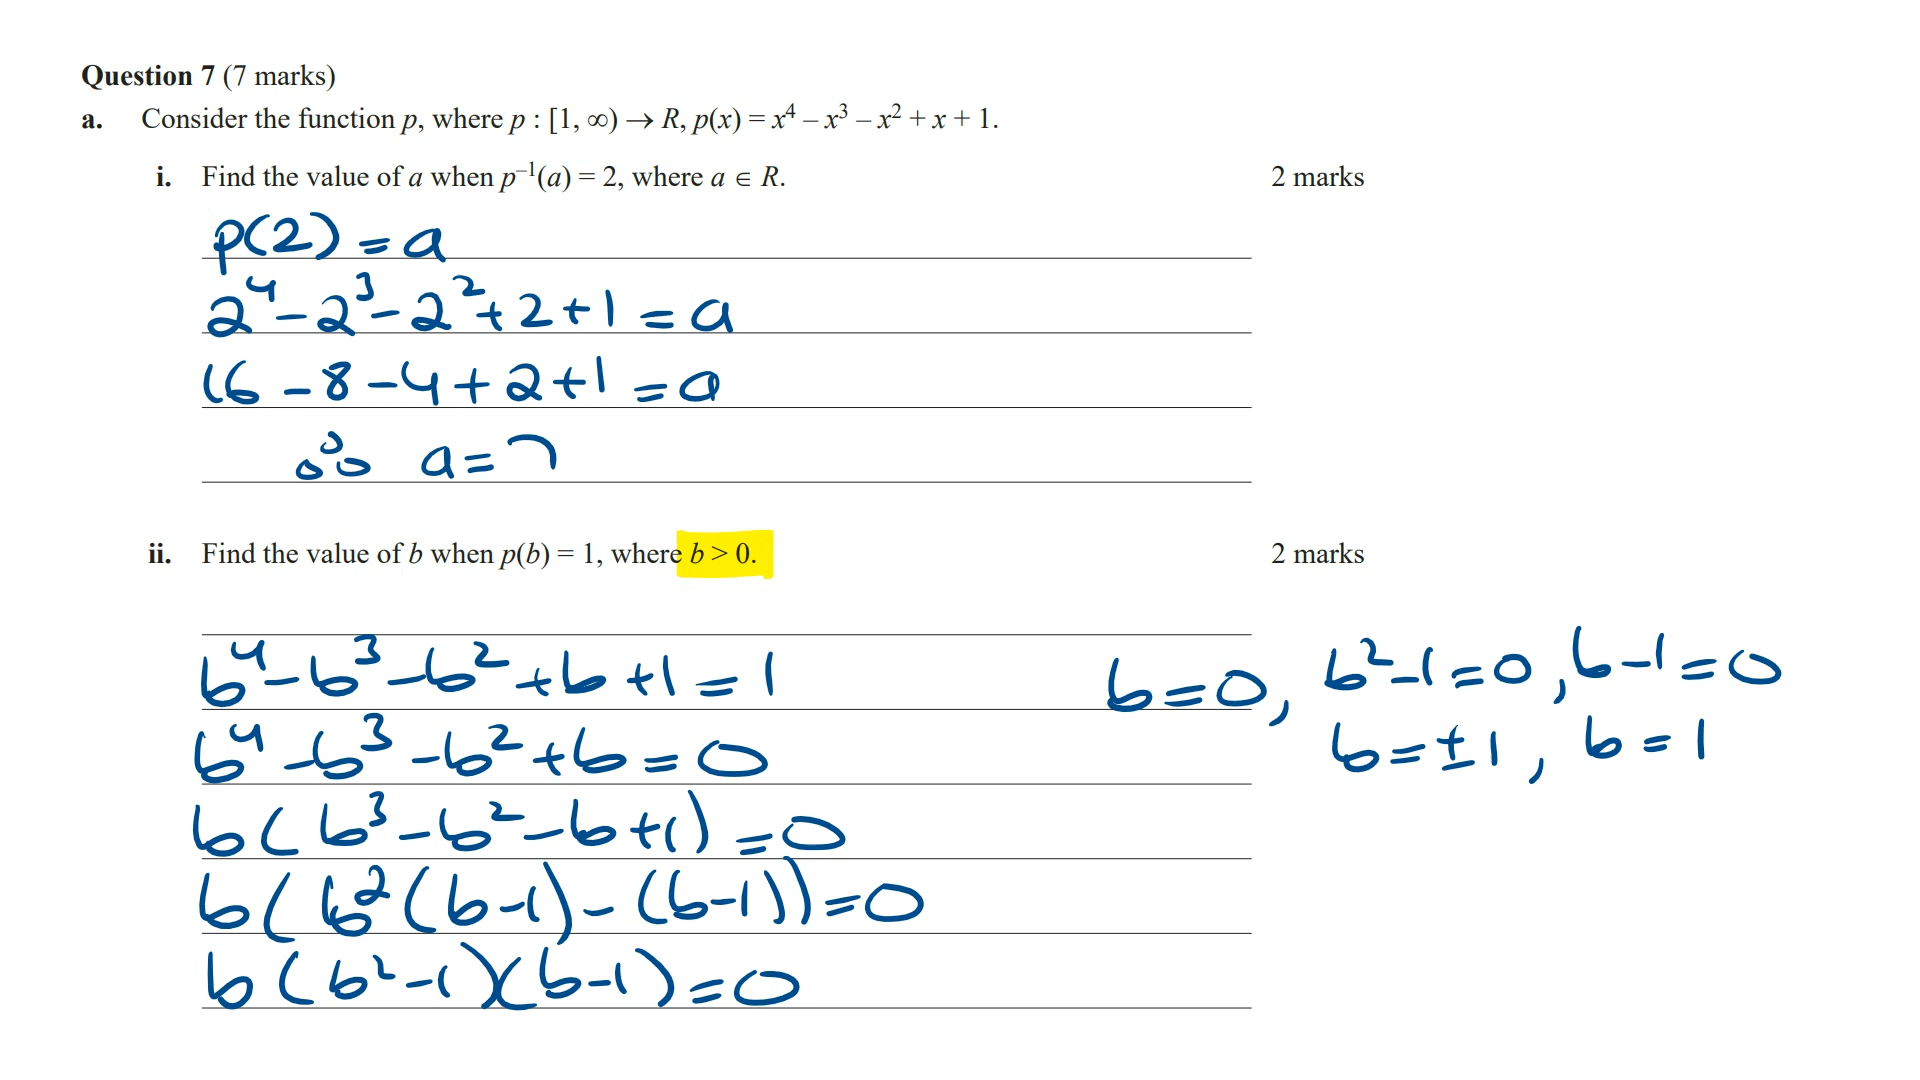 Question 7 (7 marks)
a. Consider the function p, where p : [1, ∞) → R, p(x) = x⁴ – x³ – x² + x + 1.
i. Find the value of a when p⁻¹(a) = 2, where a ∈ R. 2 marks
p(2) = a
2⁴ – 2³ – 2² + 2 + 1 = a
16 – 8 – 4 + 2 + 1 = a
∴ a = 7
ii. Find the value of b when p(b) = 1, where b > 0. 2 marks
b⁴ – b³ – b² + b + 1 = 1
b⁴ – b³ – b² + b = 0
b(b³ – b² – b + 1) = 0
b(b²(b – 1) – (b – 1)) = 0
b(b² – 1)(b – 1) = 0
b = 0, b² – 1 = 0, b – 1 = 0
b = ±1, b = 1